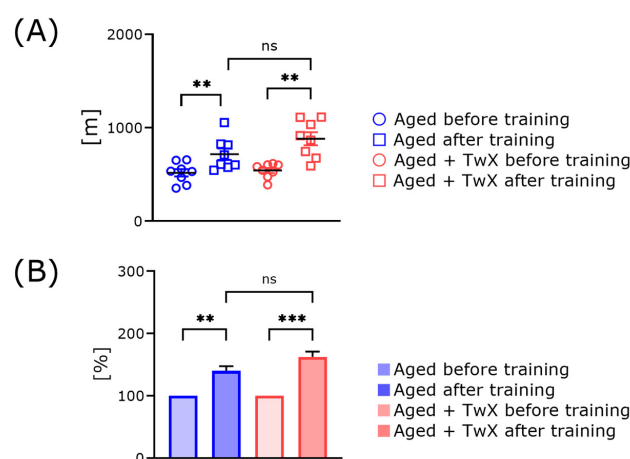 (A)
2000
1000
0
[m]
ns
**
**
Aged before training
Aged after training
Aged + TwX before training
Aged + TwX after training
(B)
300
200
100
0
[%]
ns
**
***
Aged before training
Aged after training
Aged + TwX before training
Aged + TwX after training